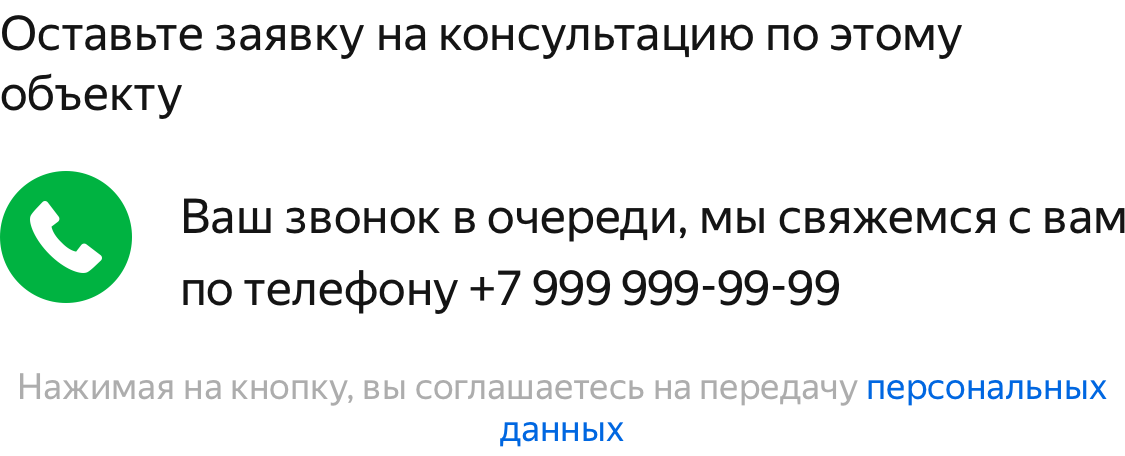 Оставьте заявку на консультацию по этому
объекту
Ваш звонок в очереди, мы свяжемся с вам
по телефону +7 999 999-99-99
Нажимая на кнопку, вы соглашаетесь на передачу персональных
данных